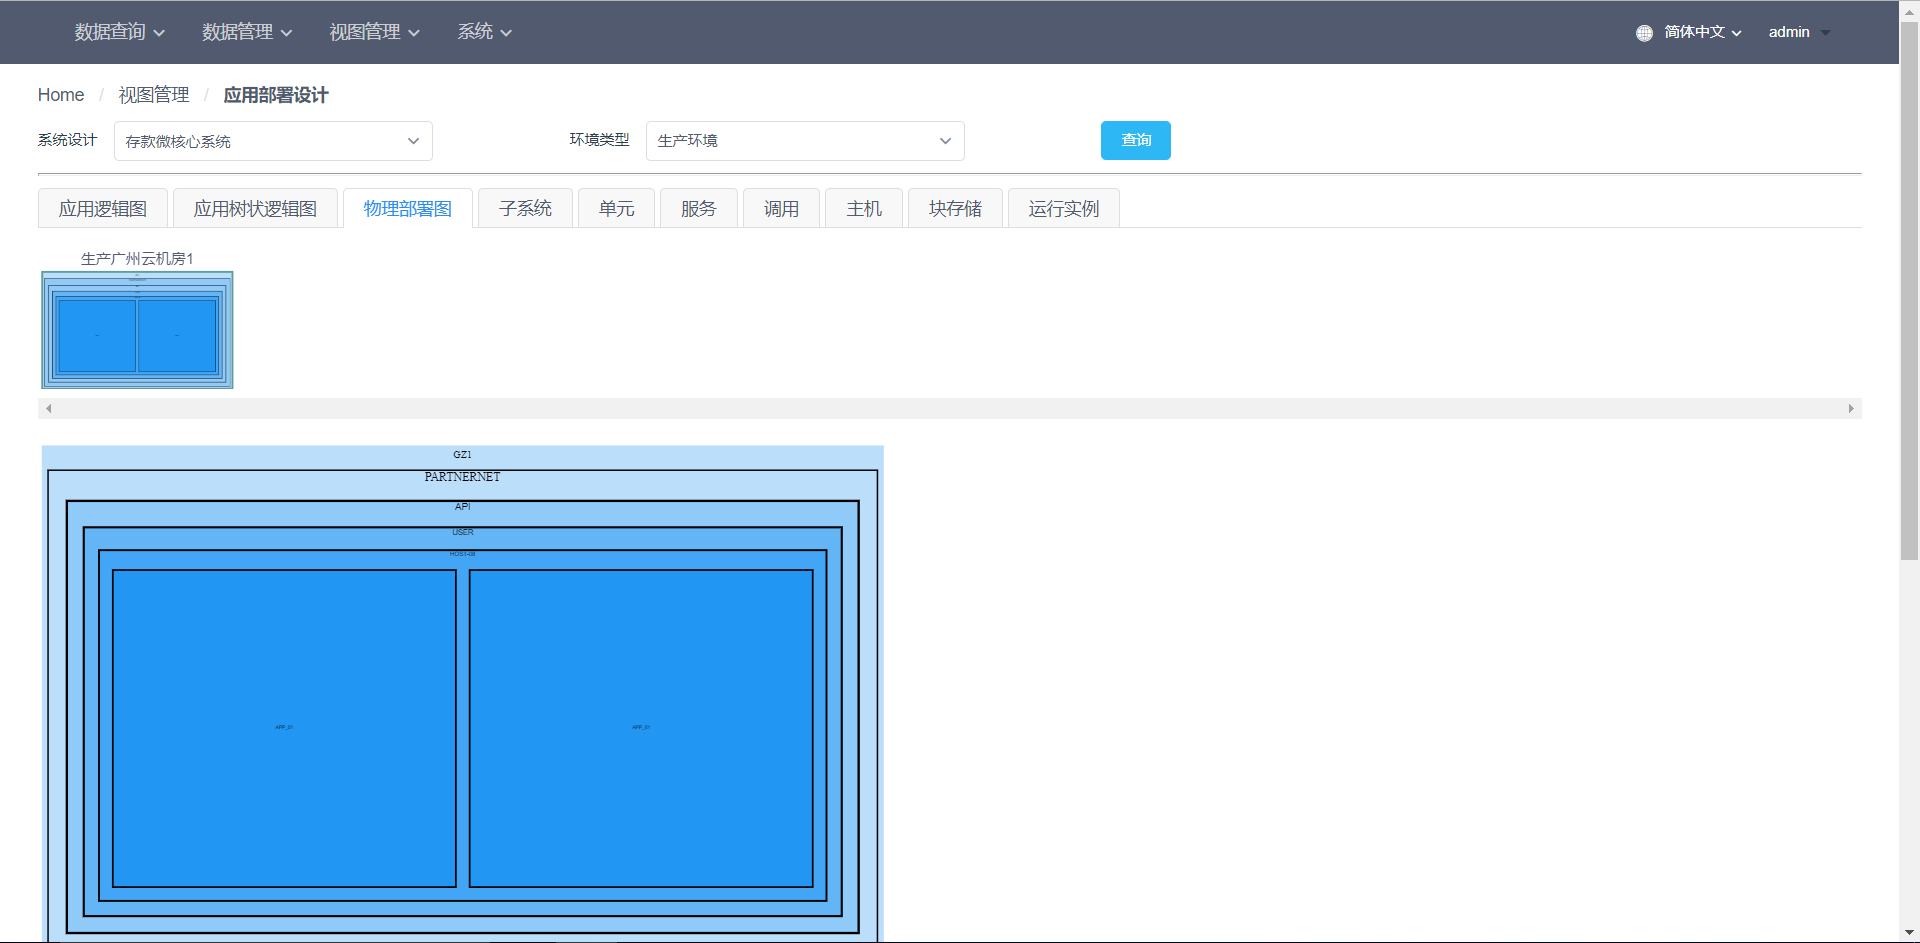 数据查询 数据管理 视图管理 系统 简体中文 admin
Home / 视图管理 / 应用部署设计
系统设计 存款微核心系统 环境类型 生产环境 查询
应用逻辑图 应用树状逻辑图 物理部署图 子系统 单元 服务 调用 主机 块存储 运行实例
生产广州云机房1
GZ1
PARTNERNET
API
USER
HOST-08
APP_01 APP_01